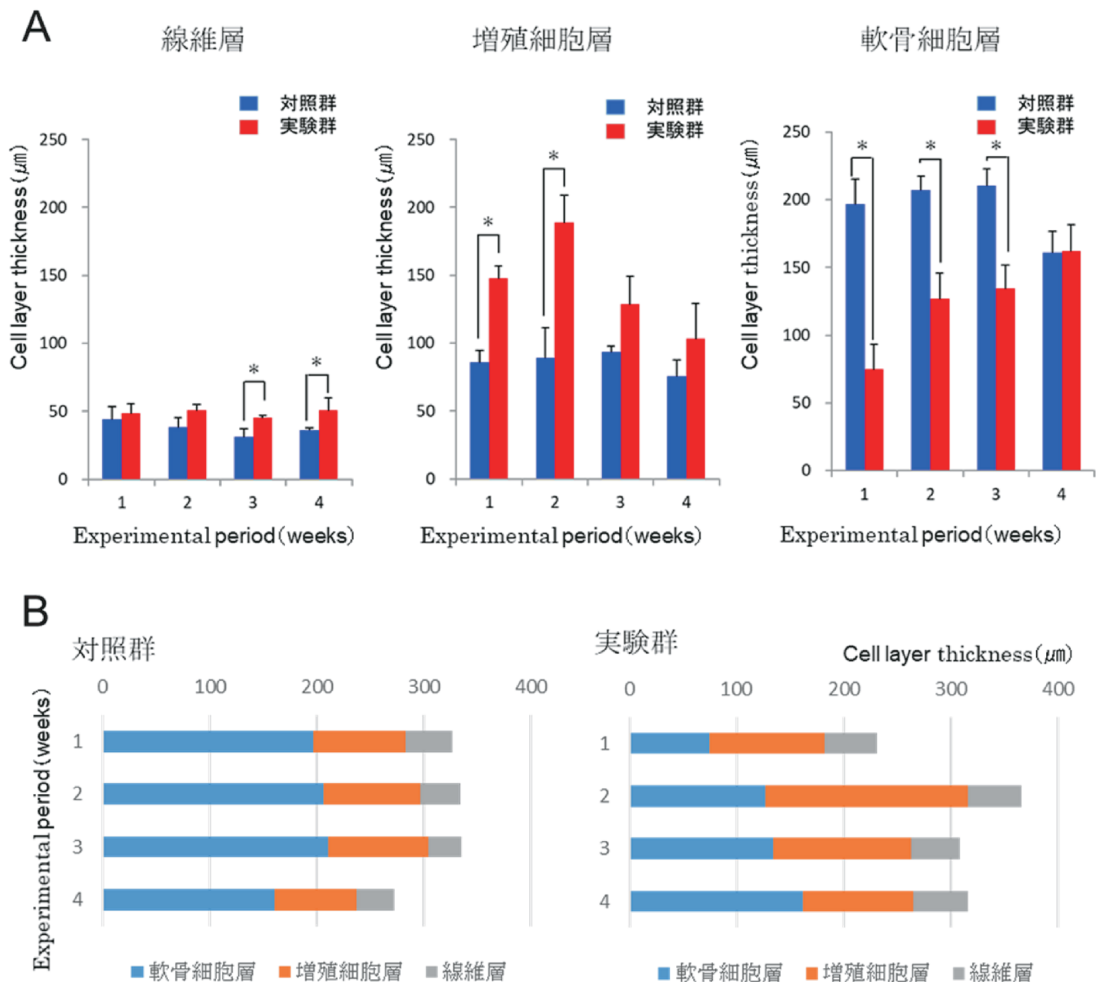 A
線維層
対照群
実験群
Cell layer thickness(㎛)
250
200
150
100
50
0
*
*
1 2 3 4
Experimental period(weeks)
増殖細胞層
対照群
実験群
Cell layer thickness(㎛)
250
200
150
100
50
0
*
*
1 2 3 4
Experimental period(weeks)
軟骨細胞層
対照群
実験群
Cell layer thickness(㎛)
250
200
150
100
50
0
*
*
*
1 2 3 4
Experimental period(weeks)
B
対照群
0 100 200 300 400
Experimental period(weeks)
1
2
3
4
軟骨細胞層 増殖細胞層 線維層
実験群
Cell layer thickness(㎛)
0 100 200 300 400
1
2
3
4
軟骨細胞層 増殖細胞層 線維層